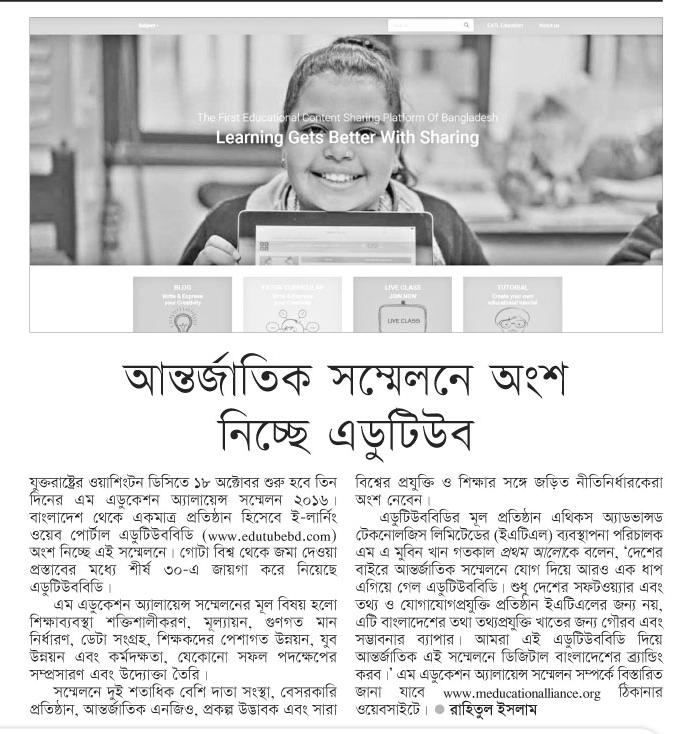 Subject
Search
EATL Education
About us
The First Educational Content Sharing Platform Of Bangladesh
Learning Gets Better With Sharing
BLOG
Write & Express
your Creativity
EXTRA CURRICULAR
Write & Express
your Creativity
LIVE CLASS
JOIN NOW
LIVE CLASS
TUTORIAL
Create your own
educational tutorial
আন্তর্জাতিক সম্মেলনে অংশ
নিচ্ছে এডুটিউব
যুক্তরাষ্ট্রের ওয়াশিংটন ডিসিতে ১৮ অক্টোবর শুরু হবে তিন
দিনের এম এডুকেশন অ্যালায়েন্স সম্মেলন ২০১৬।
বাংলাদেশ থেকে একমাত্র প্রতিষ্ঠান হিসেবে ই-লার্নিং
ওয়েব পোর্টাল এডুটিউববিডি (www.edutubebd.com)
অংশ নিচ্ছে এই সম্মেলনে। গোটা বিশ্ব থেকে জমা দেওয়া
প্রস্তাবের মধ্যে শীর্ষ ৩০-এ জায়গা করে নিয়েছে
এডুটিউববিডি।
এম এডুকেশন অ্যালায়েন্স সম্মেলনের মূল বিষয় হলো
শিক্ষাব্যবস্থা শক্তিশালীকরণ, মূল্যায়ন, গুণগত মান
নির্ধারণ, ডেটা সংগ্রহ, শিক্ষকদের পেশাগত উন্নয়ন, যুব
উন্নয়ন এবং কর্মদক্ষতা, যেকোনো সফল পদক্ষেপের
সম্প্রসারণ এবং উদ্যোক্তা তৈরি।
সম্মেলনে দুই শতাধিক বেশি দাতা সংস্থা, বেসরকারি
প্রতিষ্ঠান, আন্তর্জাতিক এনজিও, প্রকল্প উদ্ভাবক এবং সারা
বিশ্বের প্রযুক্তি ও শিক্ষার সঙ্গে জড়িত নীতিনির্ধারকেরা
অংশ নেবেন।
এডুটিউববিডির মূল প্রতিষ্ঠান এথিকস অ্যাডভান্সড
টেকনোলজিস লিমিটেডের (ইএটিএল) ব্যবস্থাপনা পরিচালক
এম এ মুবিন খান গতকাল প্রথম আলোকে বলেন, ‘দেশের
বাইরে আন্তর্জাতিক সম্মেলনে যোগ দিয়ে আরও এক ধাপ
এগিয়ে গেল এডুটিউববিডি। শুধু দেশের সফটওয়্যার এবং
তথ্য ও যোগাযোগপ্রযুক্তি প্রতিষ্ঠান ইএটিএলের জন্য নয়,
এটি বাংলাদেশের তথা তথ্যপ্রযুক্তি খাতের জন্য গৌরব এবং
সম্ভাবনার ব্যাপার। আমরা এই এডুটিউববিডি দিয়ে
আন্তর্জাতিক এই সম্মেলনে ডিজিটাল বাংলাদেশের ব্র্যান্ডিং
করব।’ এম এডুকেশন অ্যালায়েন্স সম্মেলন সম্পর্কে বিস্তারিত
জানা যাবে www.meducationalliance.org ঠিকানার
ওয়েবসাইটে। ● রাহিতুল ইসলাম